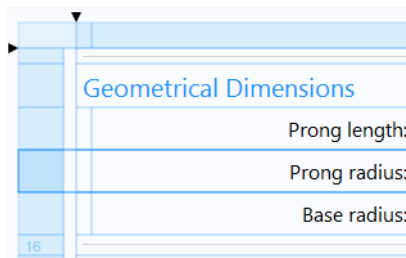 Geometrical Dimensions
Prong length:
Prong radius:
Base radius:
16